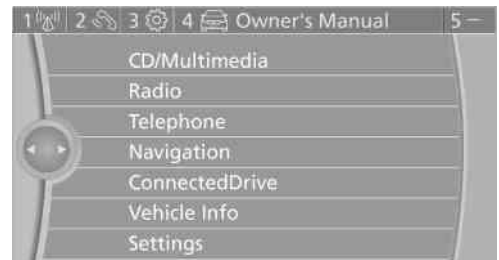 1 2 3 4 Owner's Manual 5 –
CD/Multimedia
Radio
Telephone
Navigation
ConnectedDrive
Vehicle Info
Settings